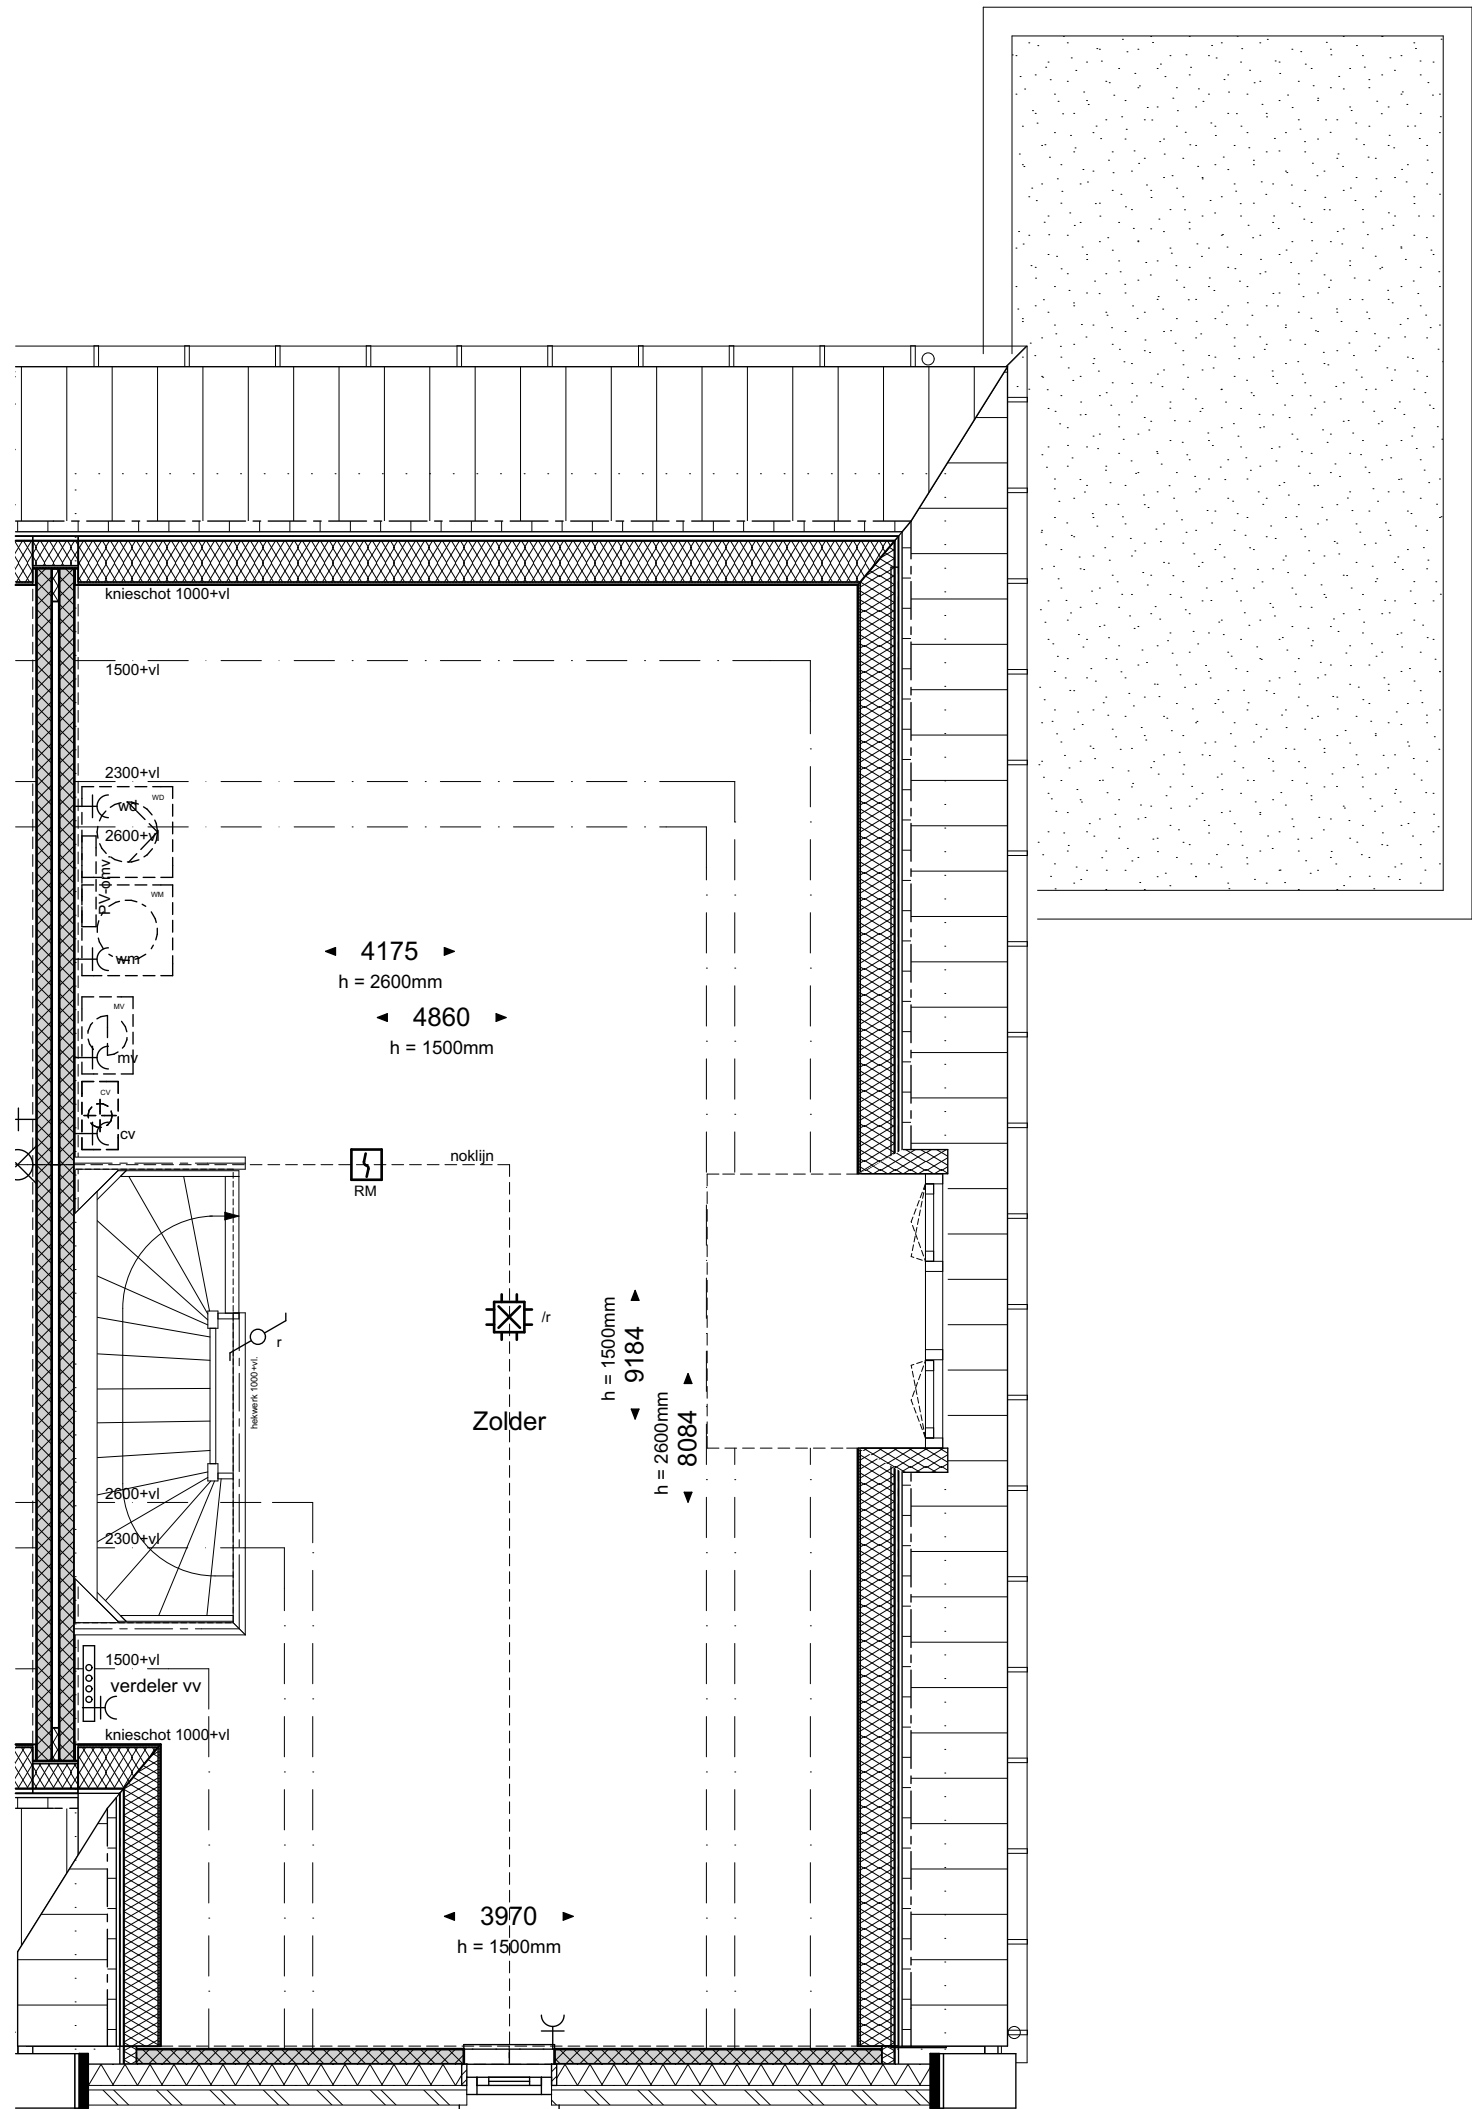 knieschot 1000+vl
1500+vl
2300+vl
WD
wd
2600+vl
PV-omv
WM
wm
4175
h = 2600mm
4860
h = 1500mm
MV
mv
CV
cv
noklijn
RM
/r
r
hekwerk 1000+vl.
h = 1500mm
9184
h = 2600mm
8084
Zolder
2600+vl
2300+vl
1500+vl
verdeler vv
knieschot 1000+vl
3970
h = 1500mm